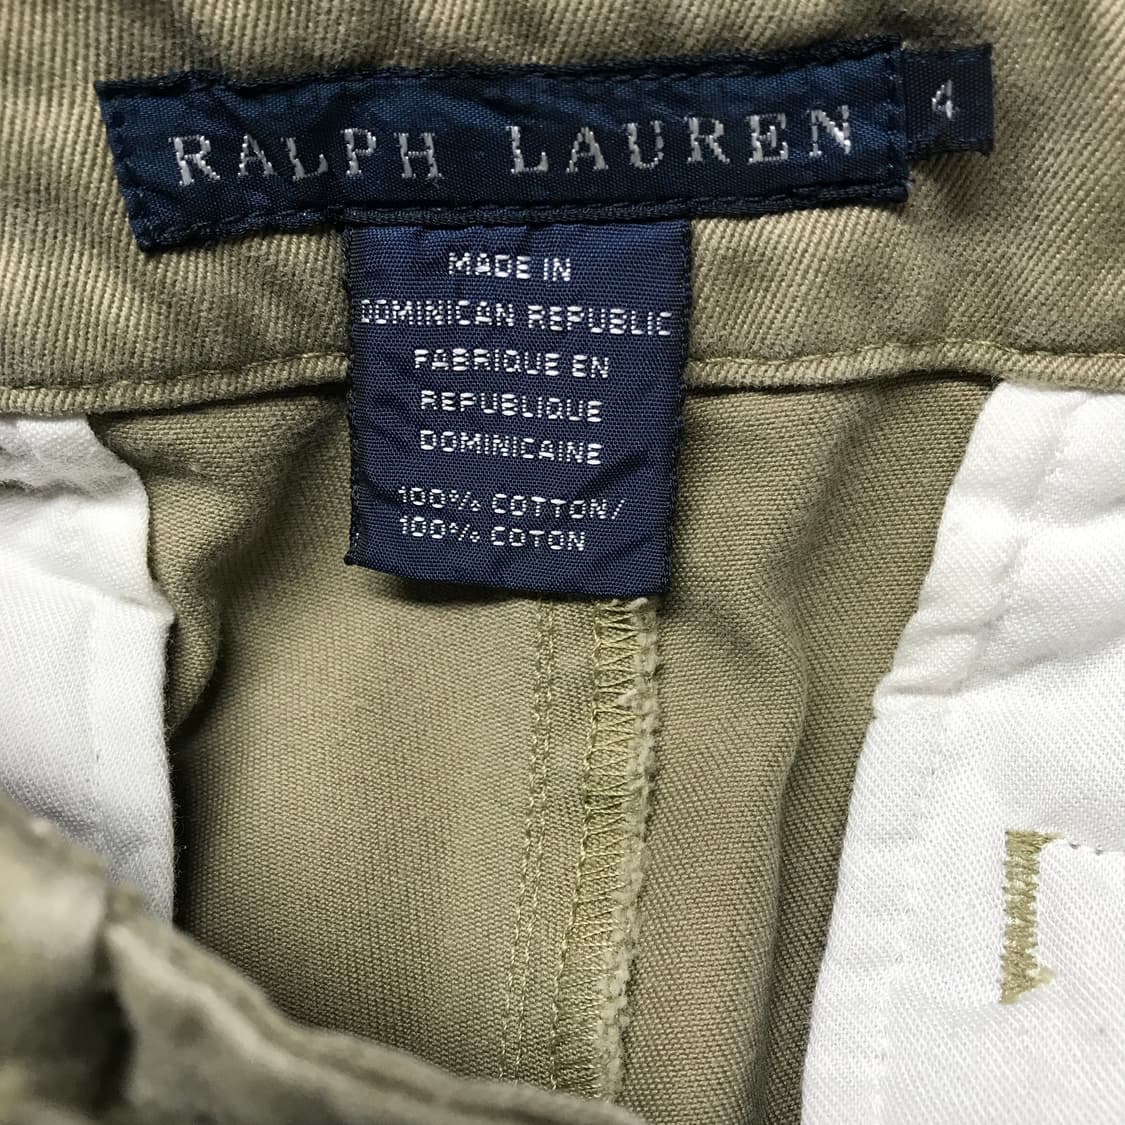 RALPH LAUREN 4
MADE IN
DOMINICAN REPUBLIC
FABRIQUE EN
REPUBLIQUE
DOMINICAINE
100% COTTON/
100% COTON